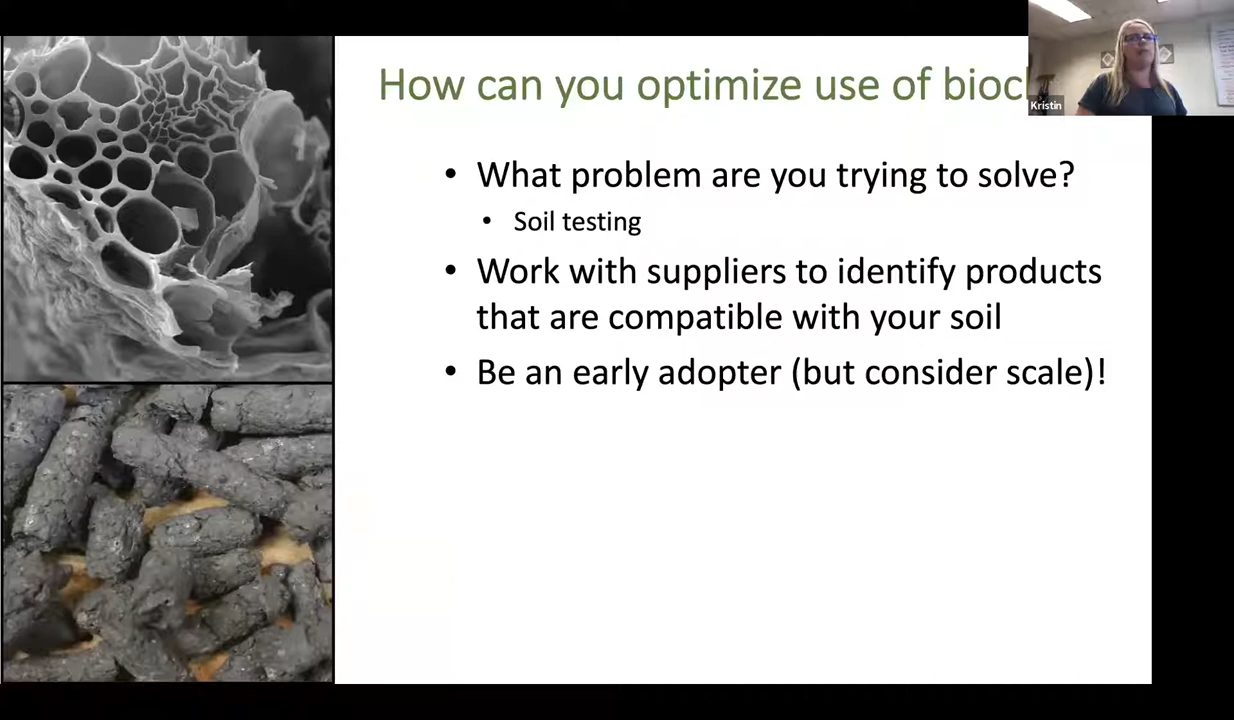 How can you optimize use of bioc
Kristin
• What problem are you trying to solve?
• Soil testing
• Work with suppliers to identify products
that are compatible with your soil
• Be an early adopter (but consider scale)!